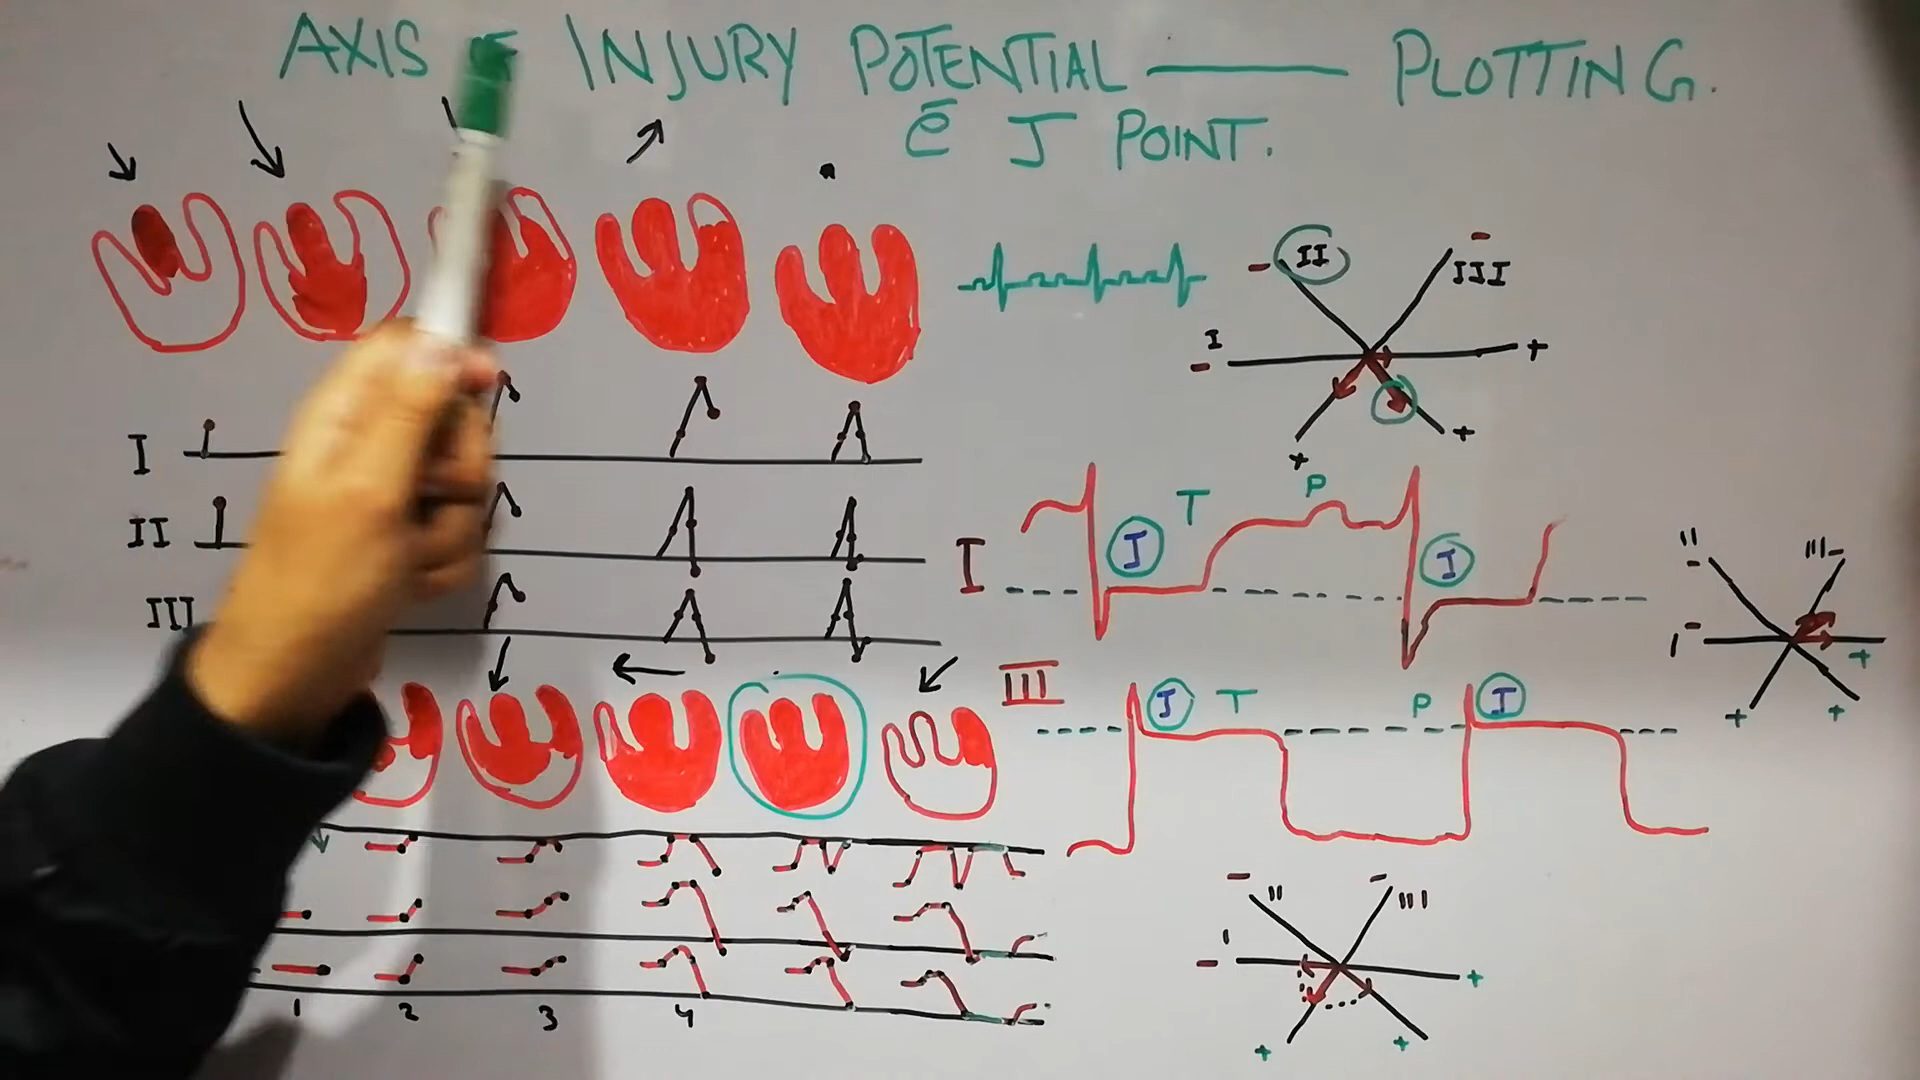 AXIS INJURY POTENTIAL — PLOTTING.
ē J POINT.
- II - III
I - +
+ +
I
II
III
I J T P J
II - III -
I - +
+ +
III J T P J
- II - III
I - +
+ +
1 2 3 4